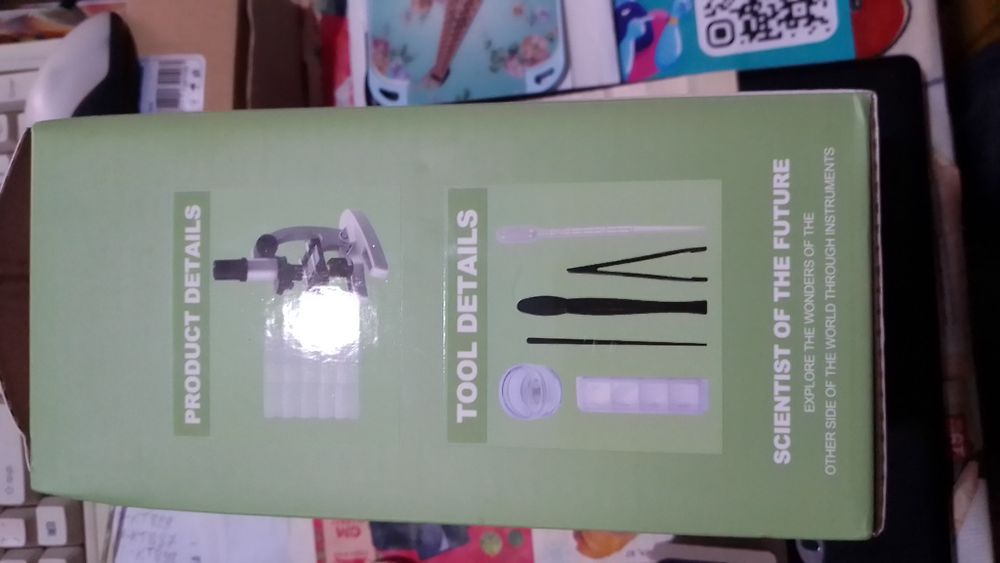 PRODUCT DETAILS
TOOL DETAILS
SCIENTIST OF THE FUTURE
EXPLORE THE WONDERS OF THE
OTHER SIDE OF THE WORLD THROUGH INSTRUMENTS